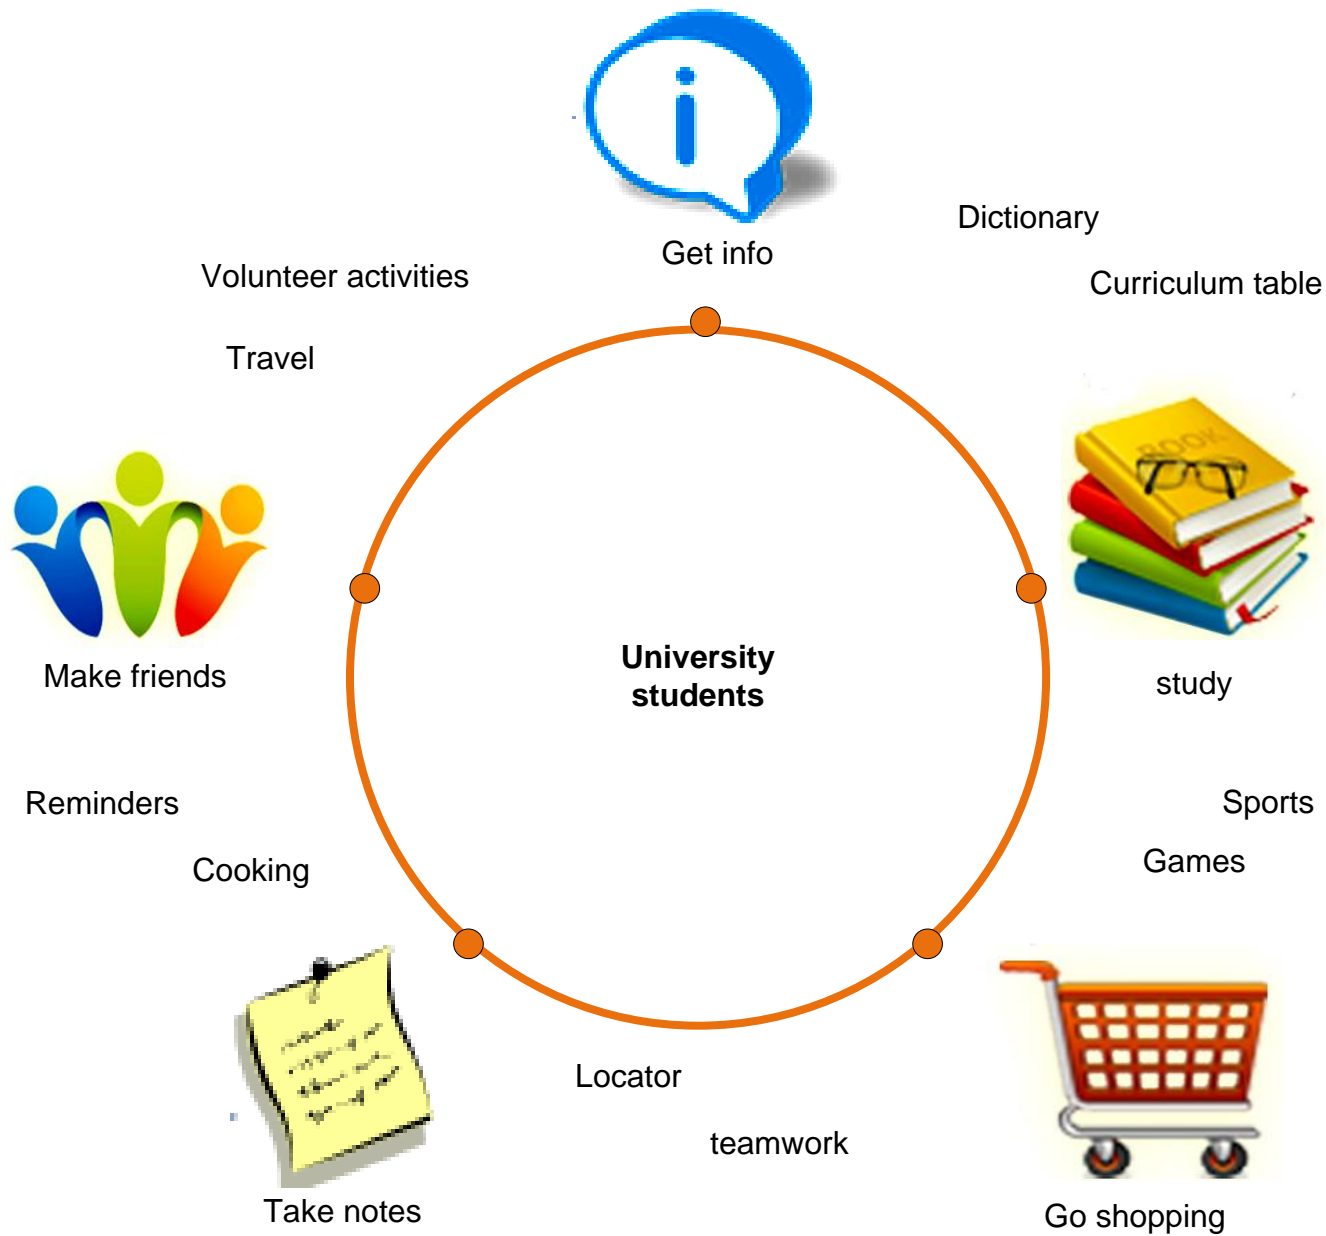 Get info
Dictionary
Volunteer activities
Curriculum table
Travel
BOOK
University
students
Make friends
study
Reminders
Sports
Games
Cooking
Locator
teamwork
Take notes
Go shopping